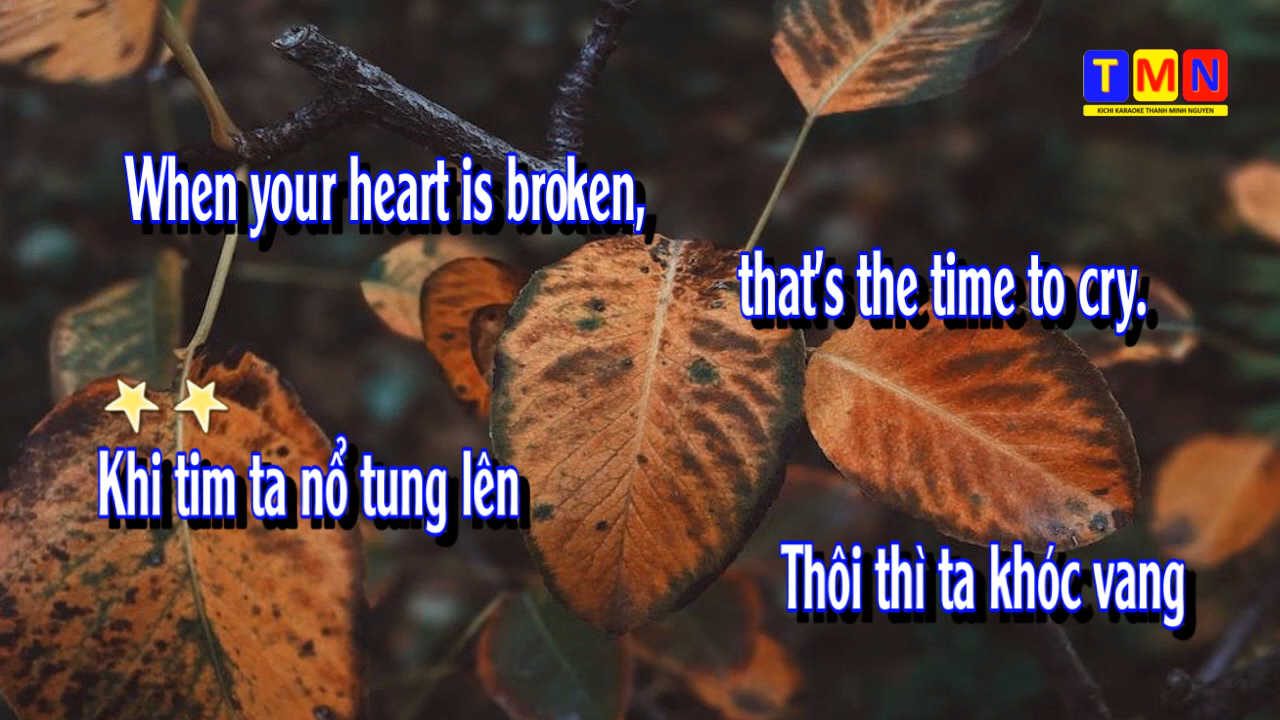 TMN
KICHI KARAOKE THANH MINH NGUYEN
When your heart is broken,
that's the time to cry.
Khi tim ta nổ tung lên
Thôi thì ta khóc vang